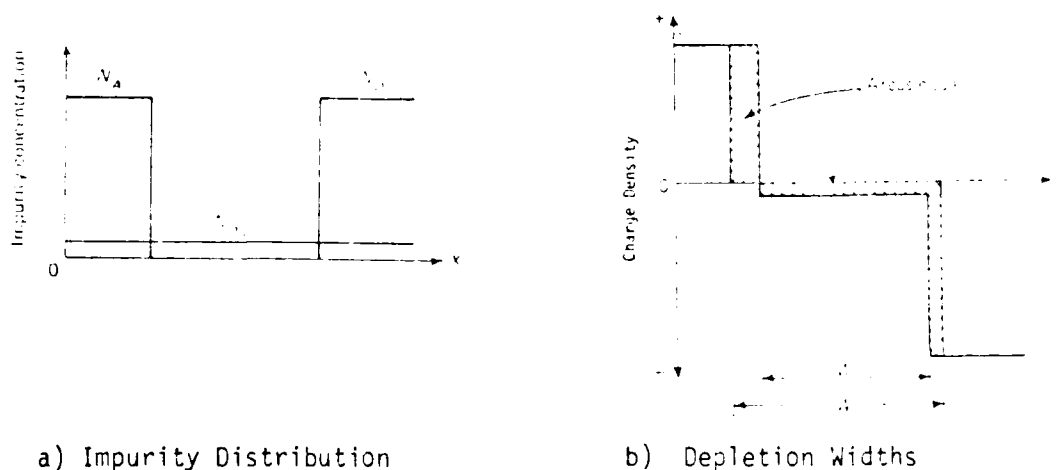 Impurity concentration
N_A
0
x
a) Impurity Distribution
+
Charge Density
0
-
b) Depletion Widths